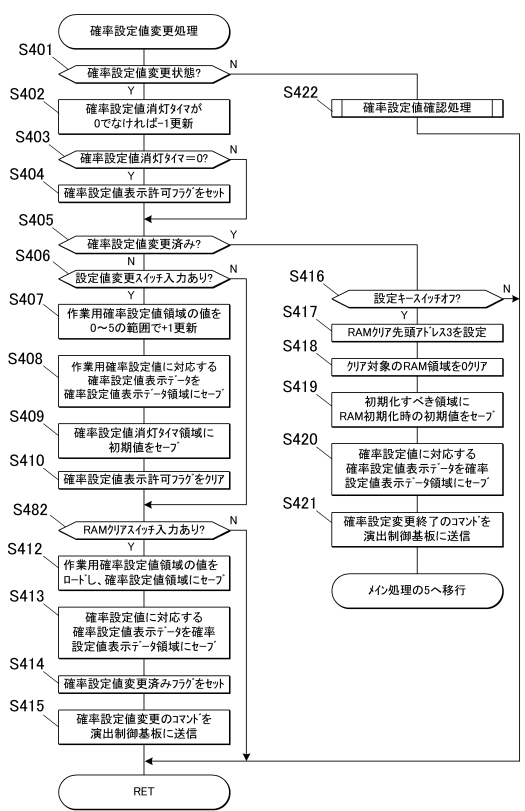 確率設定値変更処理
S401
確率設定値変更状態?
N
Y
S402
確率設定値消灯タイマが
0でなければ-1更新
S403
確率設定値消灯タイマ=0?
N
Y
S404
確率設定値表示許可フラグをセット
S405
確率設定値変更済み?
Y
N
S406
設定値変更スイッチ入力あり?
N
Y
S407
作業用確率設定値領域の値を
0~5の範囲で+1更新
S408
作業用確率設定値に対応する
確率設定値表示データを
確率設定値表示データ領域にセーブ
S409
確率設定値消灯タイマ領域に
初期値をセーブ
S410
確率設定値表示許可フラグをクリア
S482
RAMクリアスイッチ入力あり?
N
Y
S412
作業用確率設定値領域の値を
ロードし、確率設定値領域にセーブ
S413
確率設定値に対応する
確率設定値表示データを確率
設定値表示データ領域にセーブ
S414
確率設定値変更済みフラグをセット
S415
確率設定値変更のコマンドを
演出制御基板に送信
RET
S422
確率設定値確認処理
S416
設定キースイッチオフ?
N
Y
S417
RAMクリア先頭アドレス3を設定
S418
クリア対象のRAM領域を0クリア
S419
初期化すべき領域に
RAM初期化時の初期値をセーブ
S420
確率設定値に対応する
確率設定値表示データを確率
設定値表示データ領域にセーブ
S421
確率設定変更終了のコマンドを
演出制御基板に送信
メイン処理の5へ移行